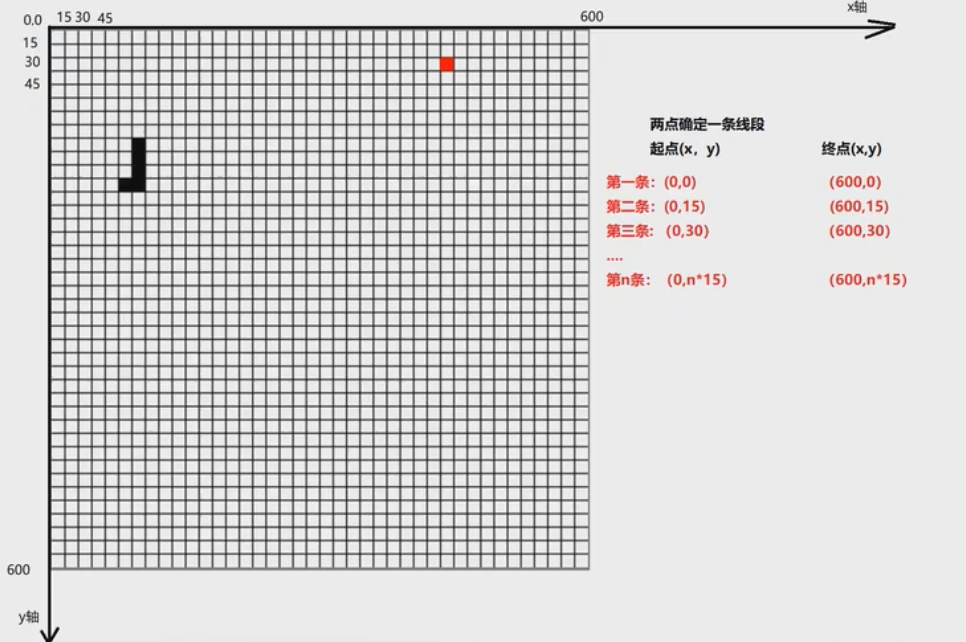 x轴
0,0 15 30 45 600
15
30
45
两点确定一条线段
起点(x，y) 终点(x,y)
第一条：(0,0) (600,0)
第二条：(0,15) (600,15)
第三条：(0,30) (600,30)
....
第n条： (0,n*15) (600,n*15)
600
y轴